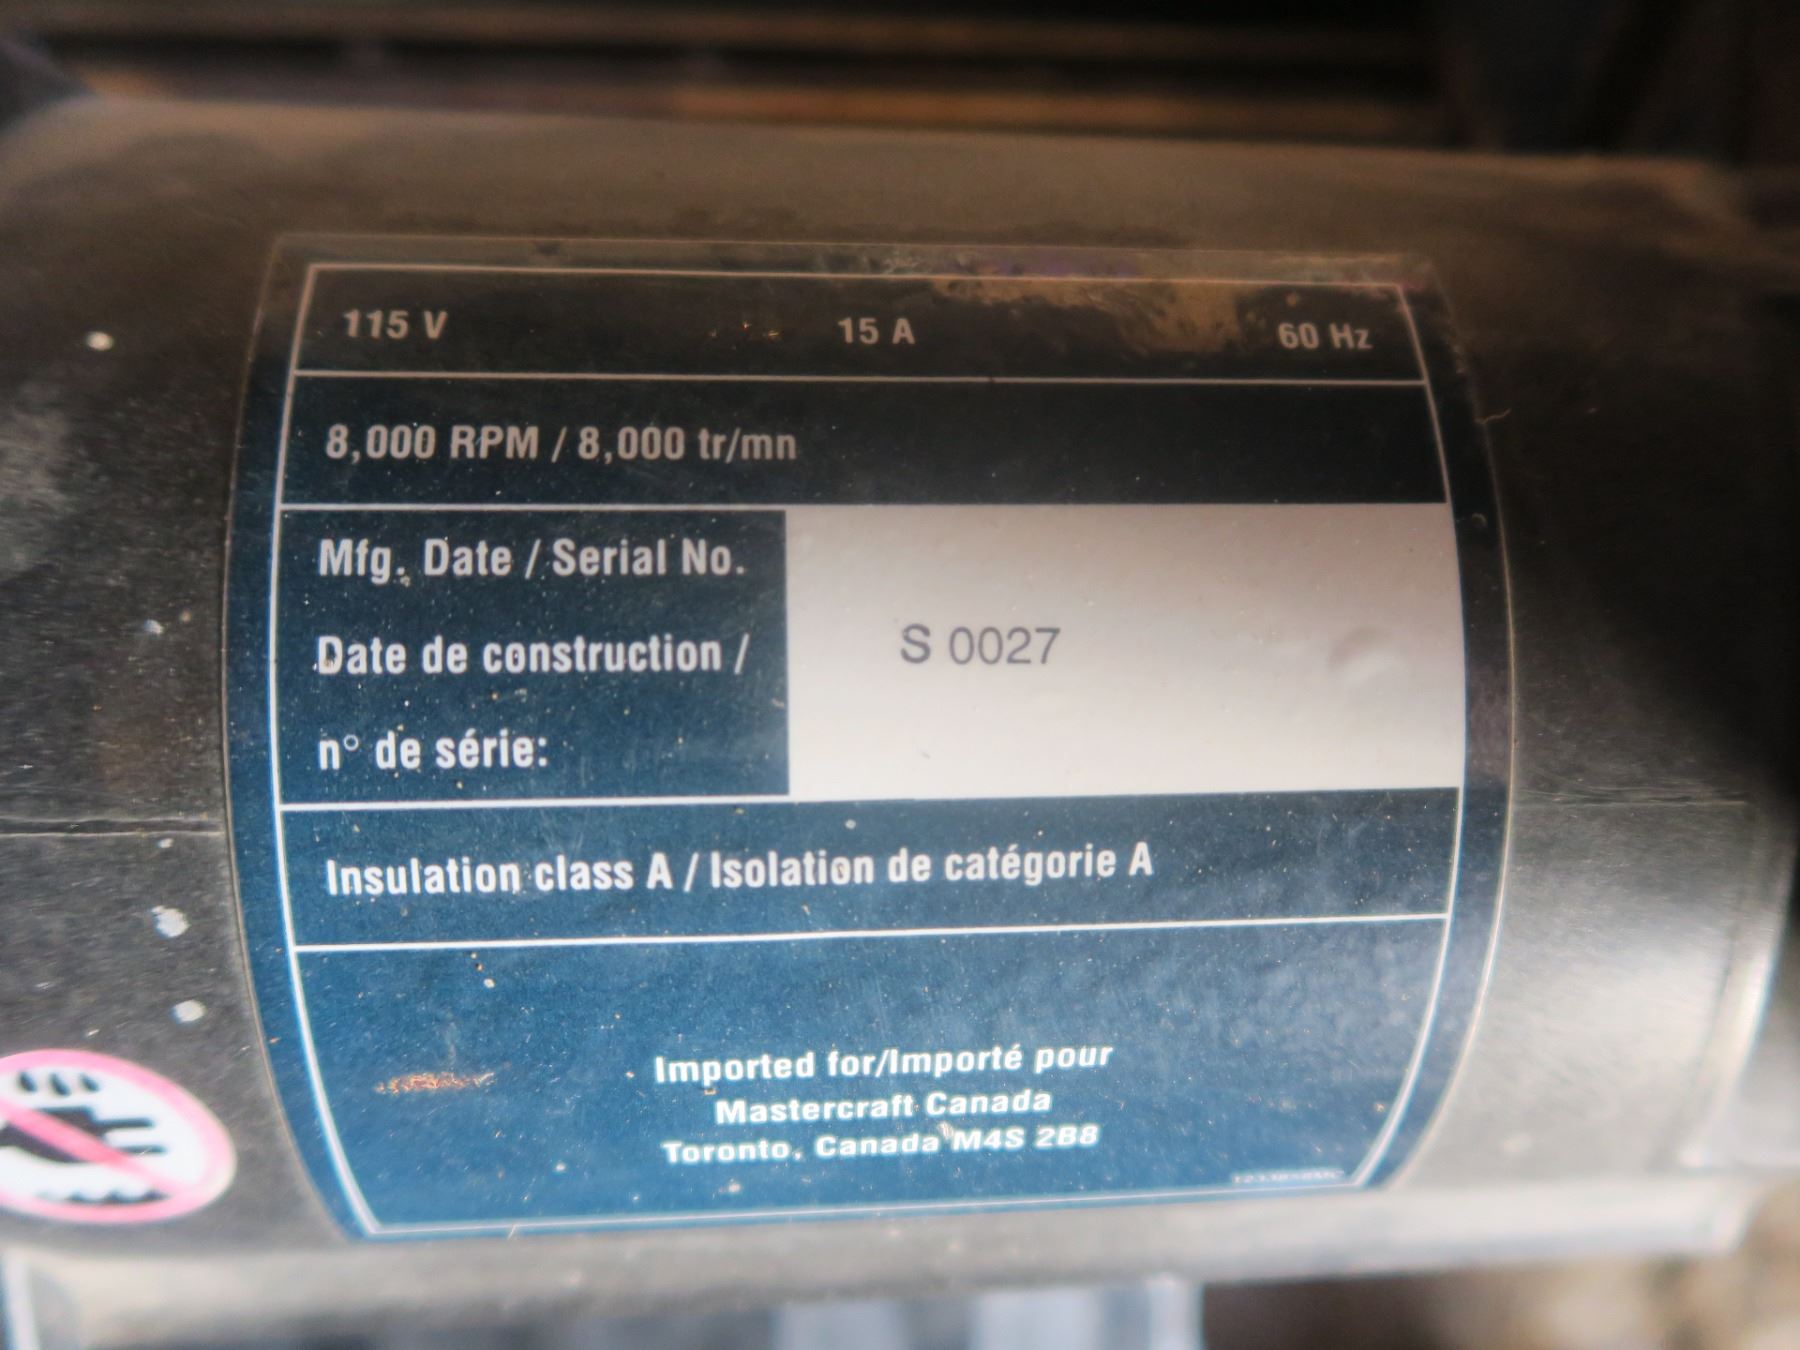 115 V 15 A 60 Hz
8,000 RPM / 8,000 tr/mn
Mfg. Date / Serial No.
Date de construction /
n° de série:
S 0027
Insulation class A / Isolation de catégorie A
Imported for/Importé pour
Mastercraft Canada
Toronto, Canada M4S 2B8